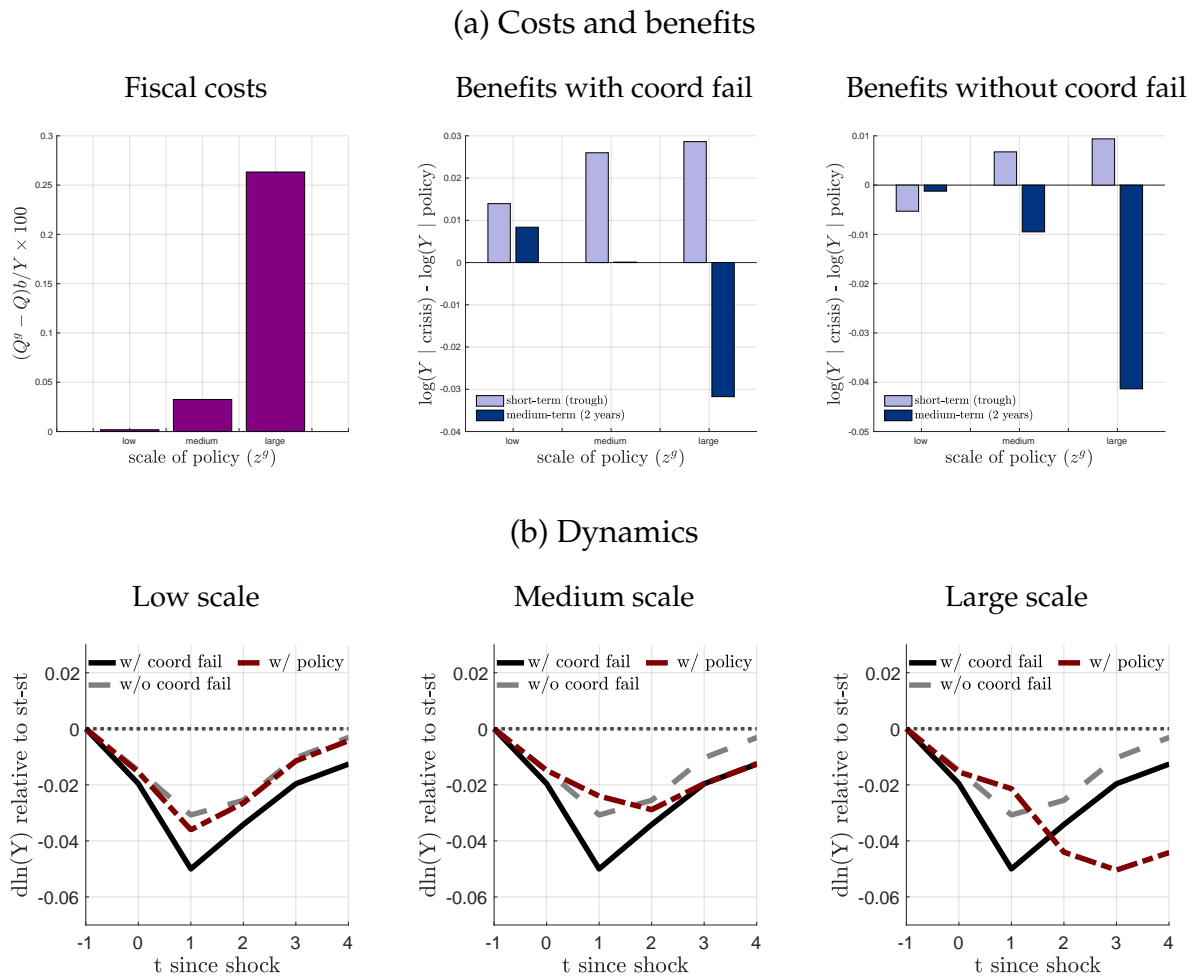 (a) Costs and benefits
Fiscal costs
0.3
0.25
0.2
0.15
0.1
0.05
0
low medium large
scale of policy (z^g)
(Q^g − Q)b/Y × 100
Benefits with coord fail
0.03
0.02
0.01
0
-0.01
-0.02
-0.03
-0.04
short-term (trough)
medium-term (2 years)
low medium large
scale of policy (z^g)
log(Y | crisis) - log(Y | policy)
Benefits without coord fail
0.01
0
-0.01
-0.02
-0.03
-0.04
-0.05
short-term (trough)
medium-term (2 years)
low medium large
scale of policy (z^g)
log(Y | crisis) - log(Y | policy)
(b) Dynamics
Low scale
w/ coord fail w/ policy
w/o coord fail
0.02
0
-0.02
-0.04
-0.06
-1 0 1 2 3 4
t since shock
dln(Y) relative to st-st
Medium scale
w/ coord fail w/ policy
w/o coord fail
0.02
0
-0.02
-0.04
-0.06
-1 0 1 2 3 4
t since shock
dln(Y) relative to st-st
Large scale
w/ coord fail w/ policy
w/o coord fail
0.02
0
-0.02
-0.04
-0.06
-1 0 1 2 3 4
t since shock
dln(Y) relative to st-st